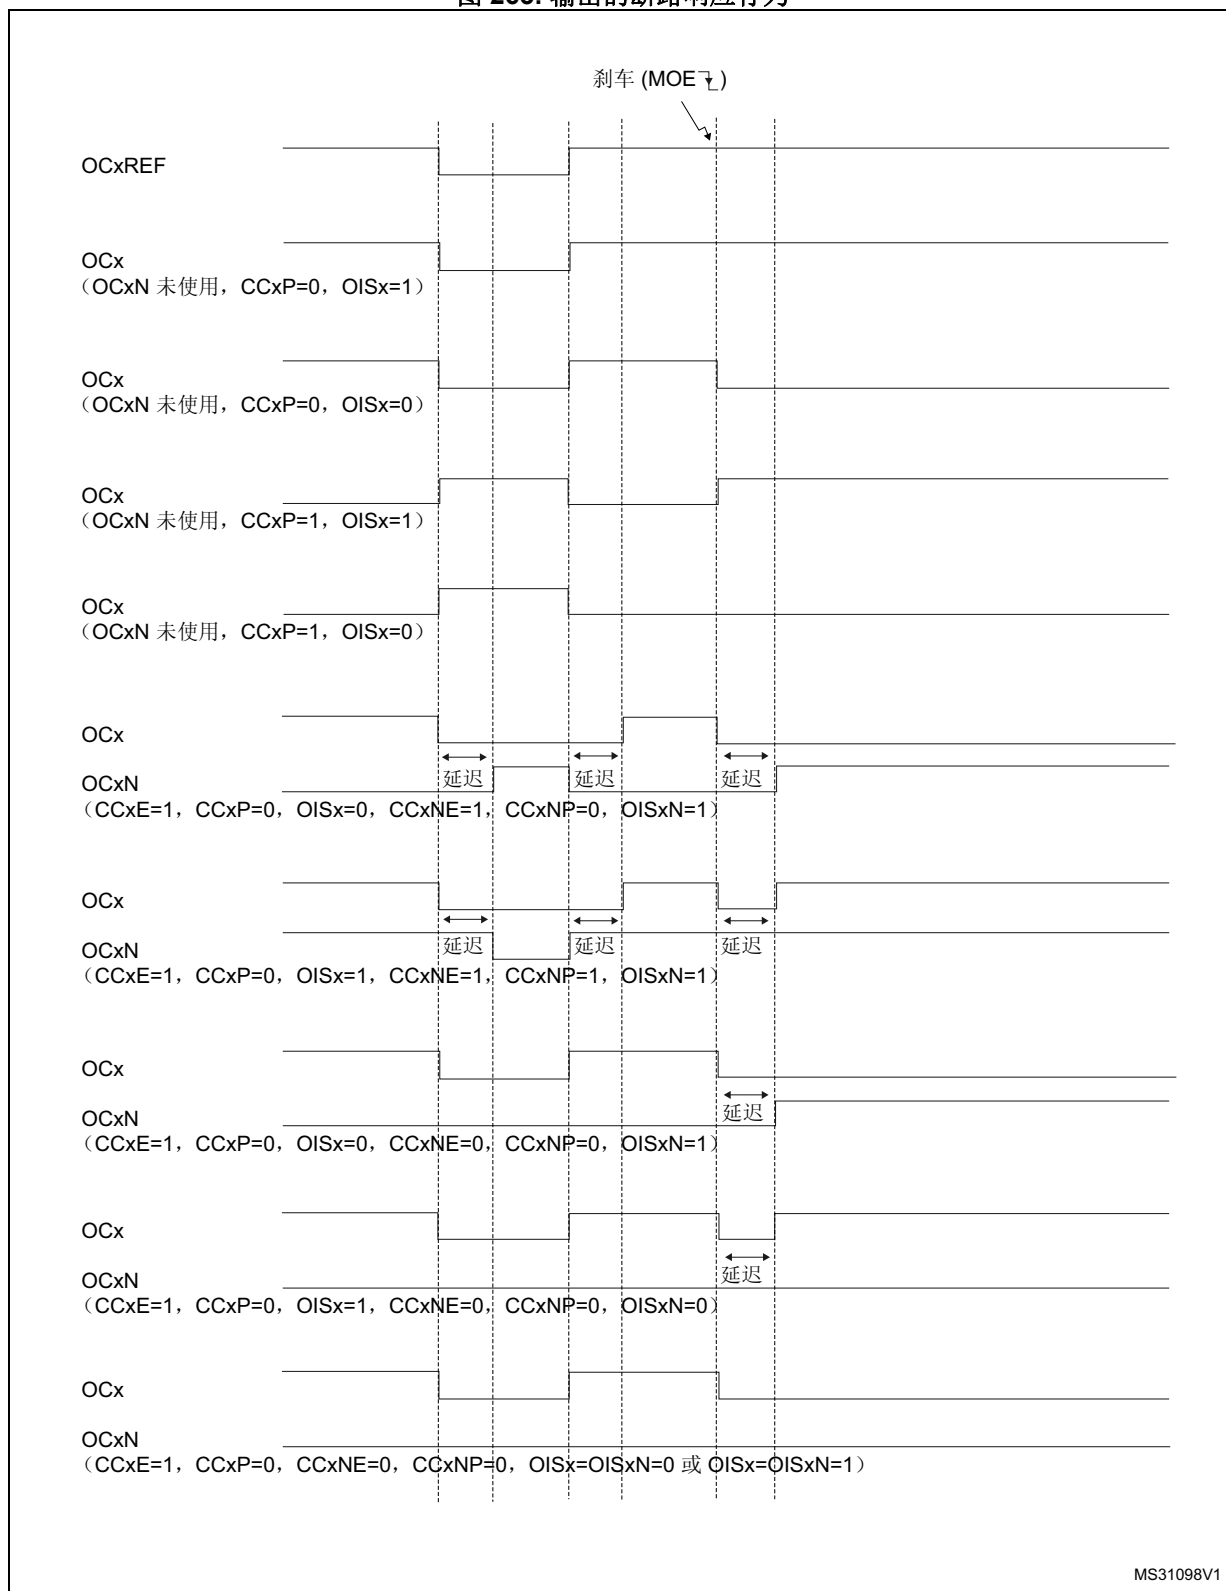 刹车 (MOE)
OCxREF
OCx
(OCxN 未使用，CCxP=0，OISx=1)
OCx
(OCxN 未使用，CCxP=0，OISx=0)
OCx
(OCxN 未使用，CCxP=1，OISx=1)
OCx
(OCxN 未使用，CCxP=1，OISx=0)
OCx
延迟 延迟 延迟
OCxN
(CCxE=1，CCxP=0，OISx=0，CCxNE=1，CCxNP=0，OISxN=1)
OCx
延迟 延迟 延迟
OCxN
(CCxE=1，CCxP=0，OISx=1，CCxNE=1，CCxNP=1，OISxN=1)
OCx
延迟
OCxN
(CCxE=1，CCxP=0，OISx=0，CCxNE=0，CCxNP=0，OISxN=1)
OCx
延迟
OCxN
(CCxE=1，CCxP=0，OISx=1，CCxNE=0，CCxNP=0，OISxN=0)
OCx
OCxN
(CCxE=1，CCxP=0，CCxNE=0，CCxNP=0，OISx=OISxN=0 或 OISx=OISxN=1)
MS31098V1